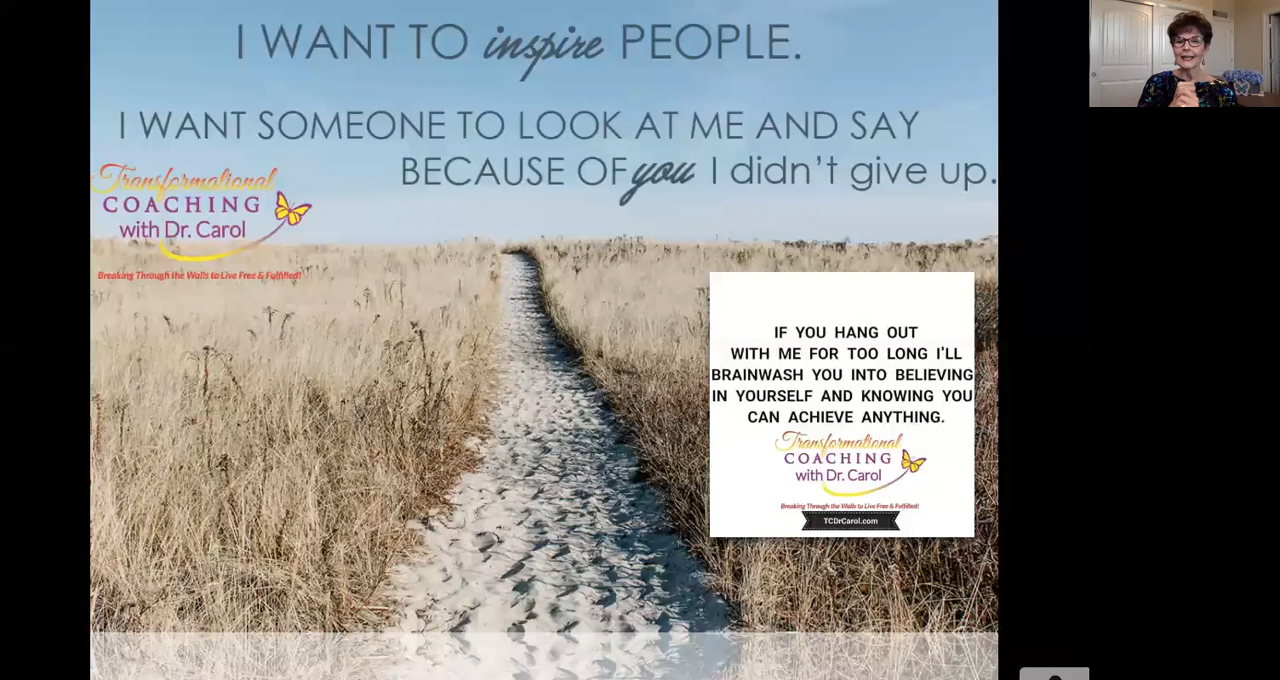 I WANT TO inspire PEOPLE.
I WANT SOMEONE TO LOOK AT ME AND SAY
BECAUSE OF you I didn't give up.
Transformational
COACHING
with Dr. Carol
Breaking Through the Walls to Live Free & Fulfilled!
IF YOU HANG OUT
WITH ME FOR TOO LONG I'LL
BRAINWASH YOU INTO BELIEVING
IN YOURSELF AND KNOWING YOU
CAN ACHIEVE ANYTHING.
Transformational
COACHING
with Dr. Carol
Breaking Through the Walls to Live Free & Fulfilled!
TCDrCarol.com